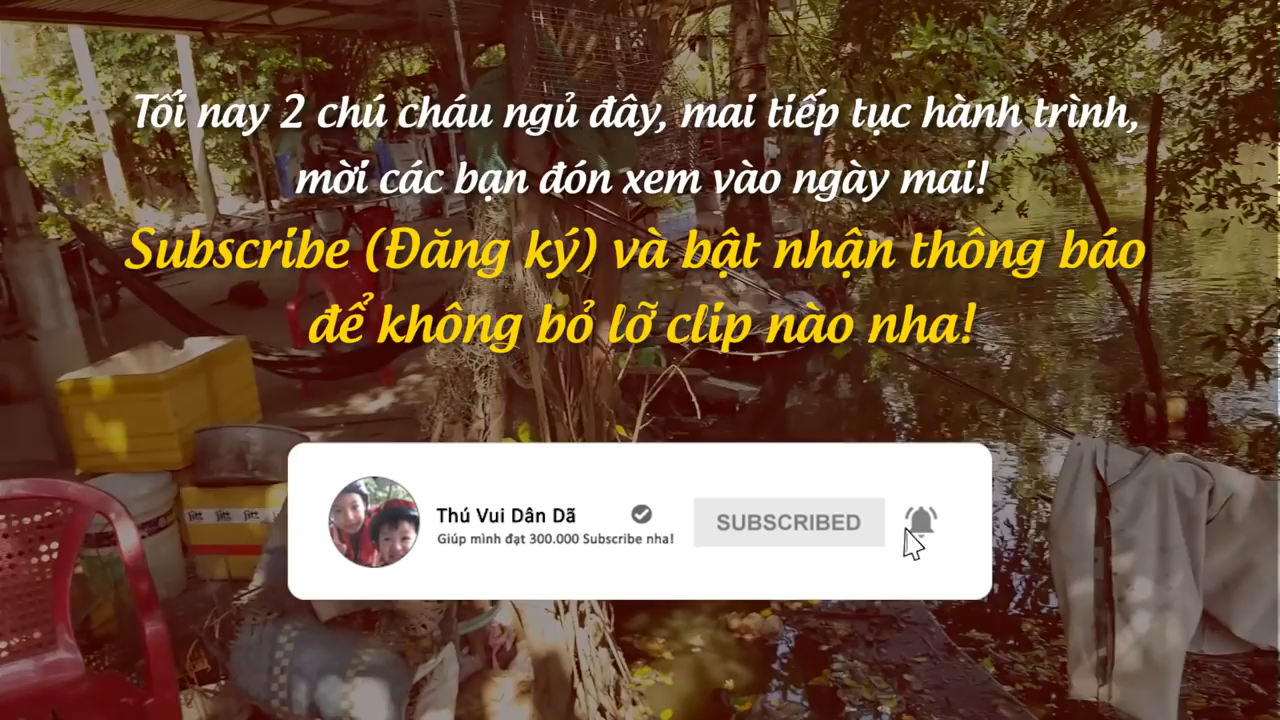 Tối nay 2 chú cháu ngủ đây, mai tiếp tục hành trình,
mời các bạn đón xem vào ngày mai!
Subscribe (Đăng ký) và bật nhận thông báo
để không bỏ lỡ clip nào nha!
Thú Vui Dân Dã
Giúp mình đạt 300.000 Subscribe nha!
SUBSCRIBED